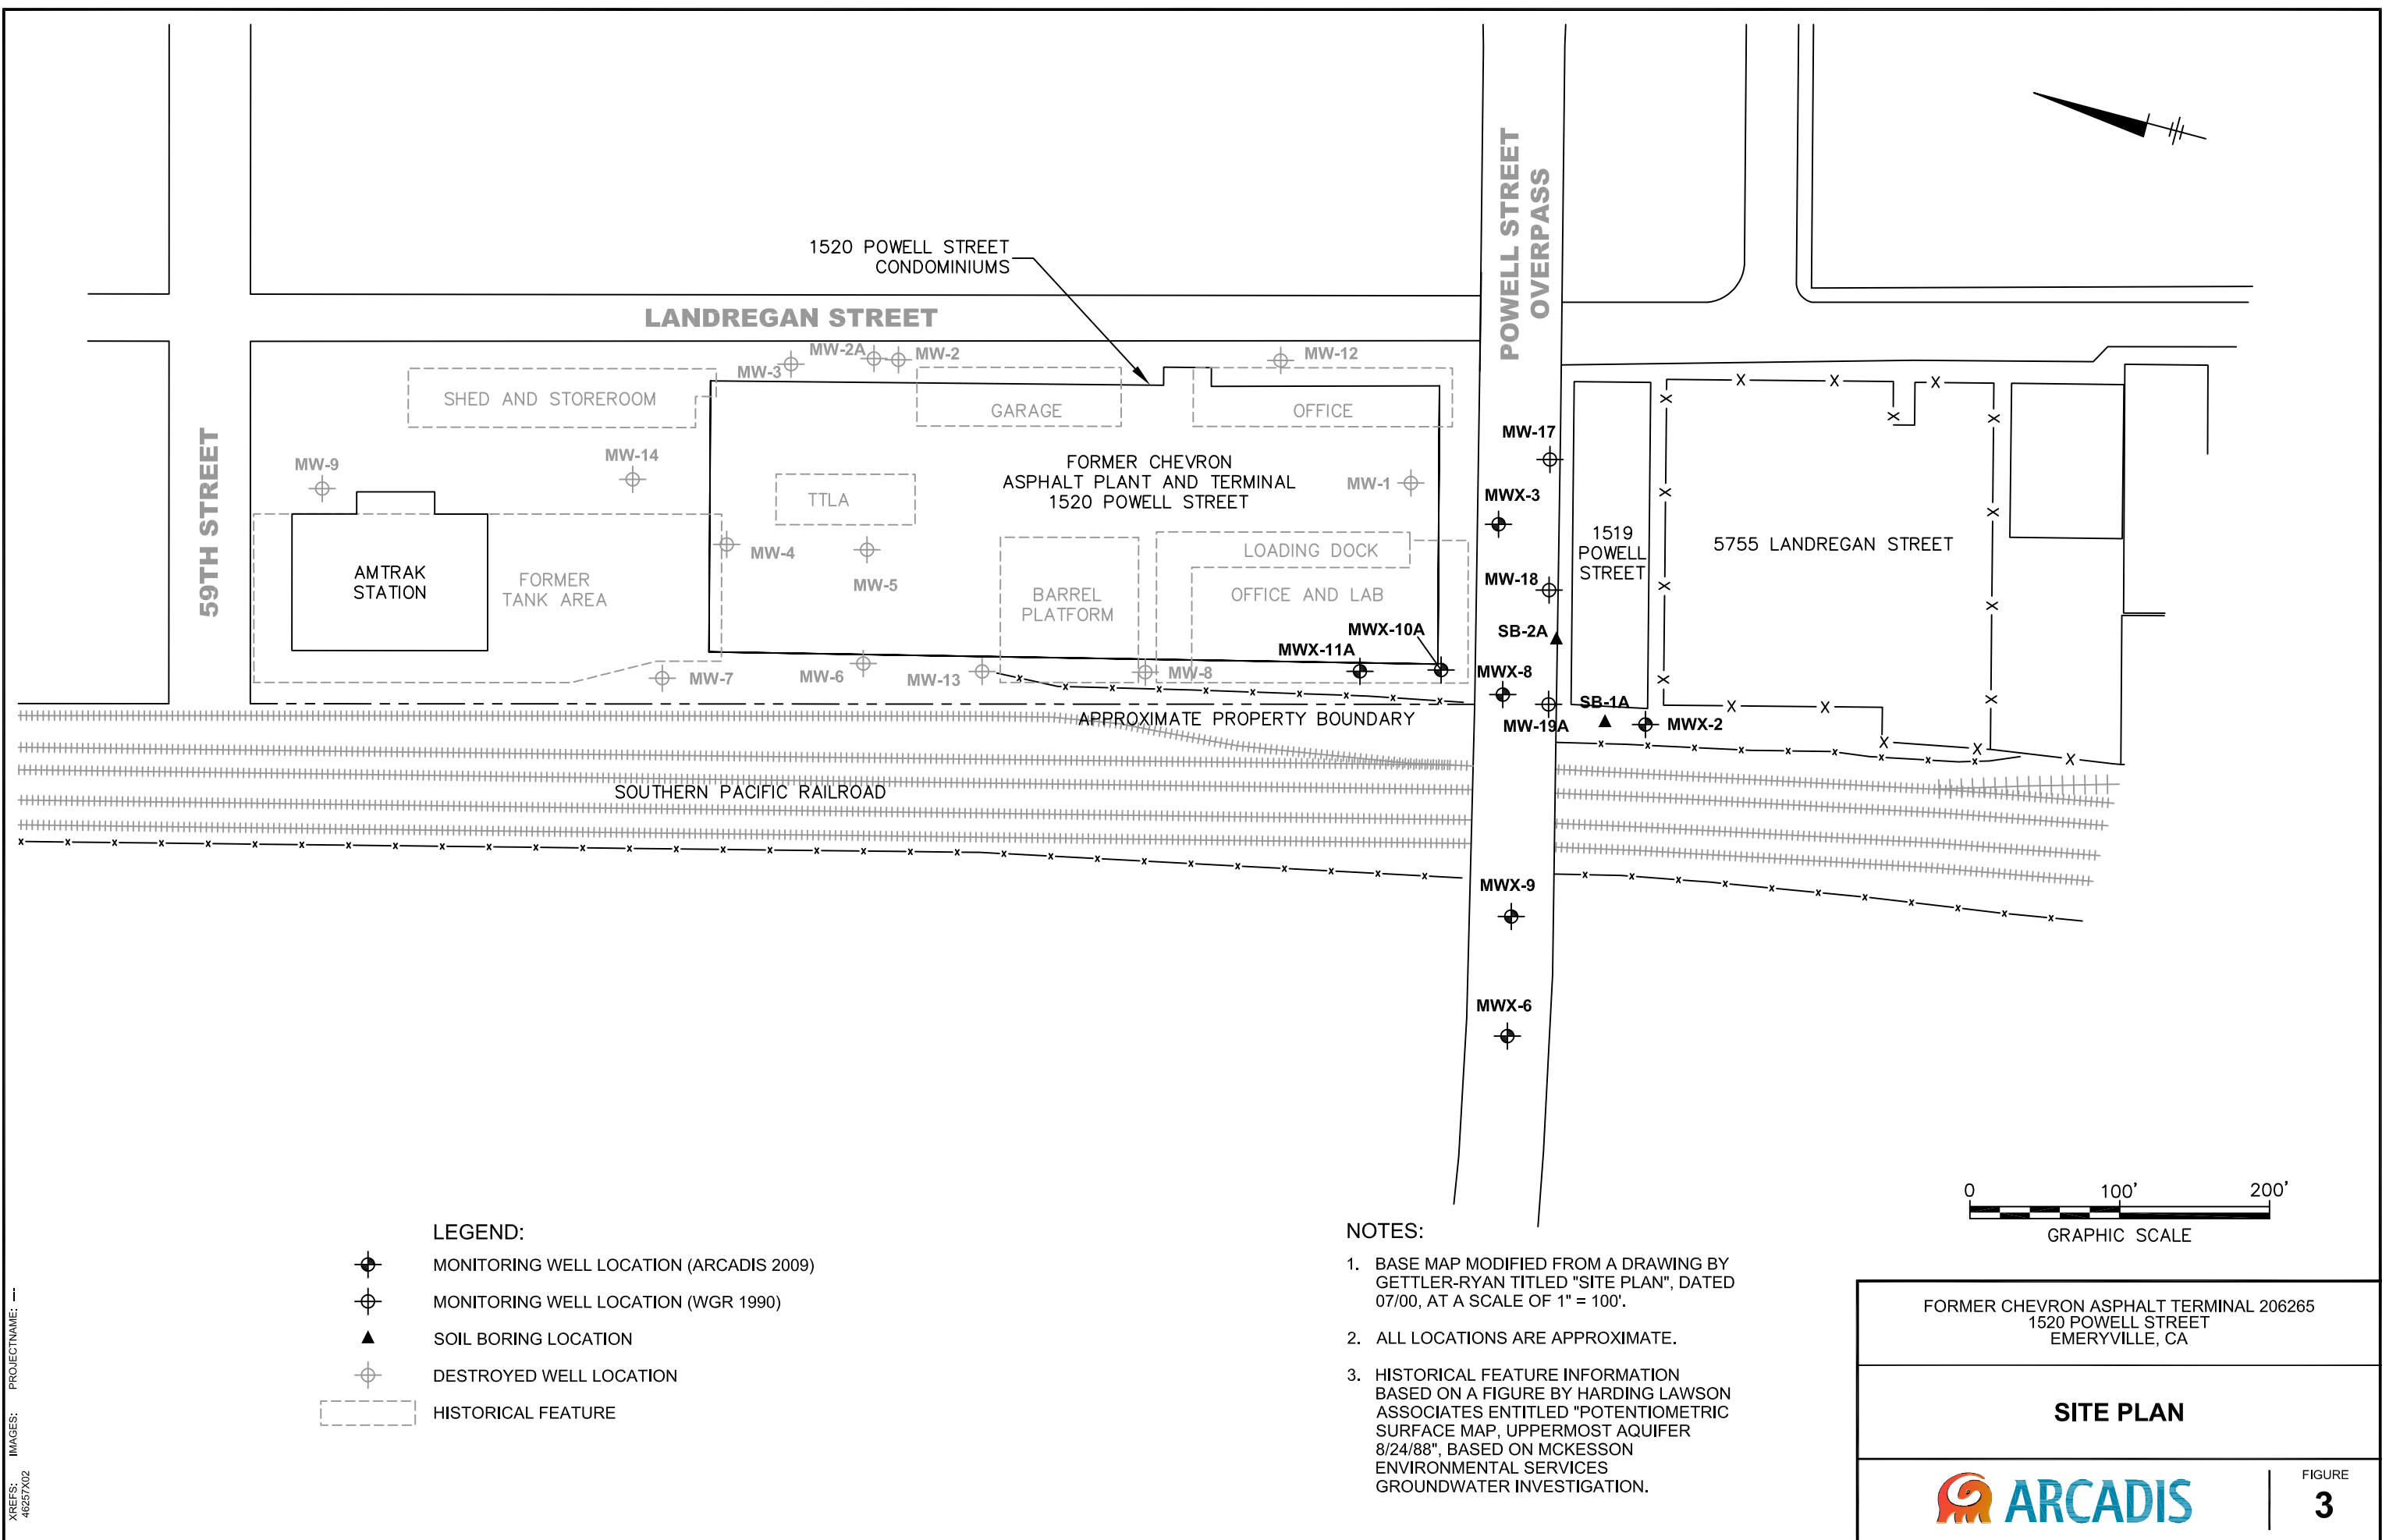 POWELL STREET
OVERPASS
1520 POWELL STREET
CONDOMINIUMS
LANDREGAN STREET
MW-2A
MW-2
MW-12
MW-3
SHED AND STOREROOM
GARAGE
OFFICE
59TH STREET
MW-9
MW-14
FORMER CHEVRON
ASPHALT PLANT AND TERMINAL
1520 POWELL STREET
MW-1
MW-17
MWX-3
TTLA
MW-4
MW-5
AMTRAK
STATION
FORMER
TANK AREA
BARREL
PLATFORM
LOADING DOCK
OFFICE AND LAB
1519
POWELL
STREET
5755 LANDREGAN STREET
MW-18
SB-2A
MWX-10A
MWX-11A
MWX-8
MW-7
MW-6
MW-13
MW-8
SB-1A
MW-19A
MWX-2
APPROXIMATE PROPERTY BOUNDARY
SOUTHERN PACIFIC RAILROAD
MWX-9
MWX-6
0 100' 200'
GRAPHIC SCALE
LEGEND:
MONITORING WELL LOCATION (ARCADIS 2009)
MONITORING WELL LOCATION (WGR 1990)
SOIL BORING LOCATION
DESTROYED WELL LOCATION
HISTORICAL FEATURE
NOTES:
1. BASE MAP MODIFIED FROM A DRAWING BY
GETTLER-RYAN TITLED "SITE PLAN", DATED
07/00, AT A SCALE OF 1" = 100'.
2. ALL LOCATIONS ARE APPROXIMATE.
3. HISTORICAL FEATURE INFORMATION
BASED ON A FIGURE BY HARDING LAWSON
ASSOCIATES ENTITLED "POTENTIOMETRIC
SURFACE MAP, UPPERMOST AQUIFER
8/24/88", BASED ON MCKESSON
ENVIRONMENTAL SERVICES
GROUNDWATER INVESTIGATION.
FORMER CHEVRON ASPHALT TERMINAL 206265
1520 POWELL STREET
EMERYVILLE, CA
SITE PLAN
ARCADIS
FIGURE
3
XREFS: IMAGES: PROJECTNAME: ---
46257X02